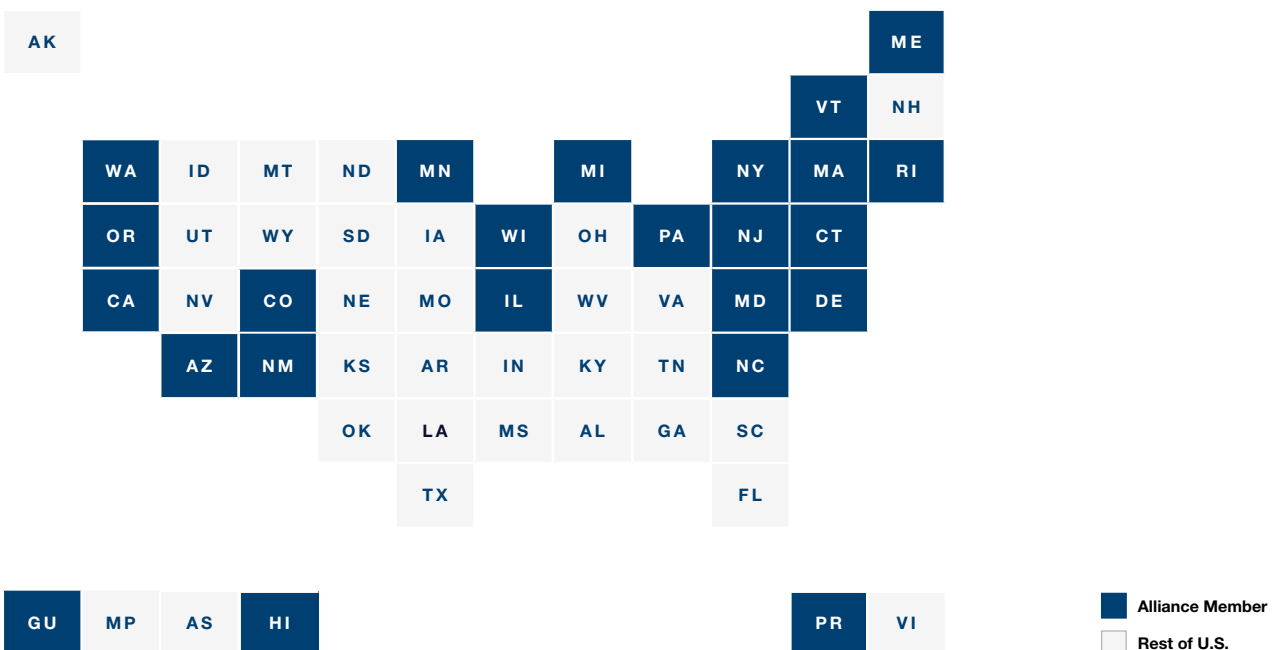 AK ME
VT NH
WA ID MT ND MN MI NY MA RI
OR UT WY SD IA WI OH PA NJ CT
CA NV CO NE MO IL WV VA MD DE
AZ NM KS AR IN KY TN NC
OK LA MS AL GA SC
TX FL
GU MP AS HI PR VI
Alliance Member
Rest of U.S.